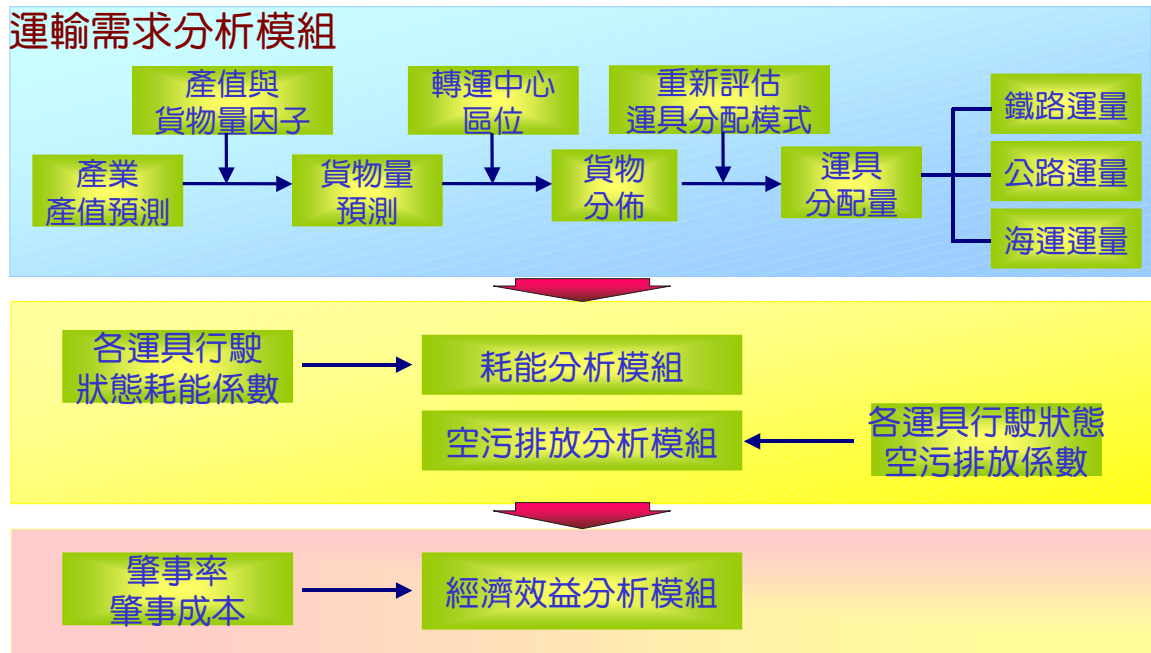 運輸需求分析模組
產值與
貨物量因子
轉運中心
區位
重新評估
運具分配模式
產業
產值預測
貨物量
預測
貨物
分佈
運具
分配量
鐵路運量
公路運量
海運運量
各運具行駛
狀態耗能係數
耗能分析模組
空污排放分析模組
各運具行駛狀態
空污排放係數
肇事率
肇事成本
經濟效益分析模組